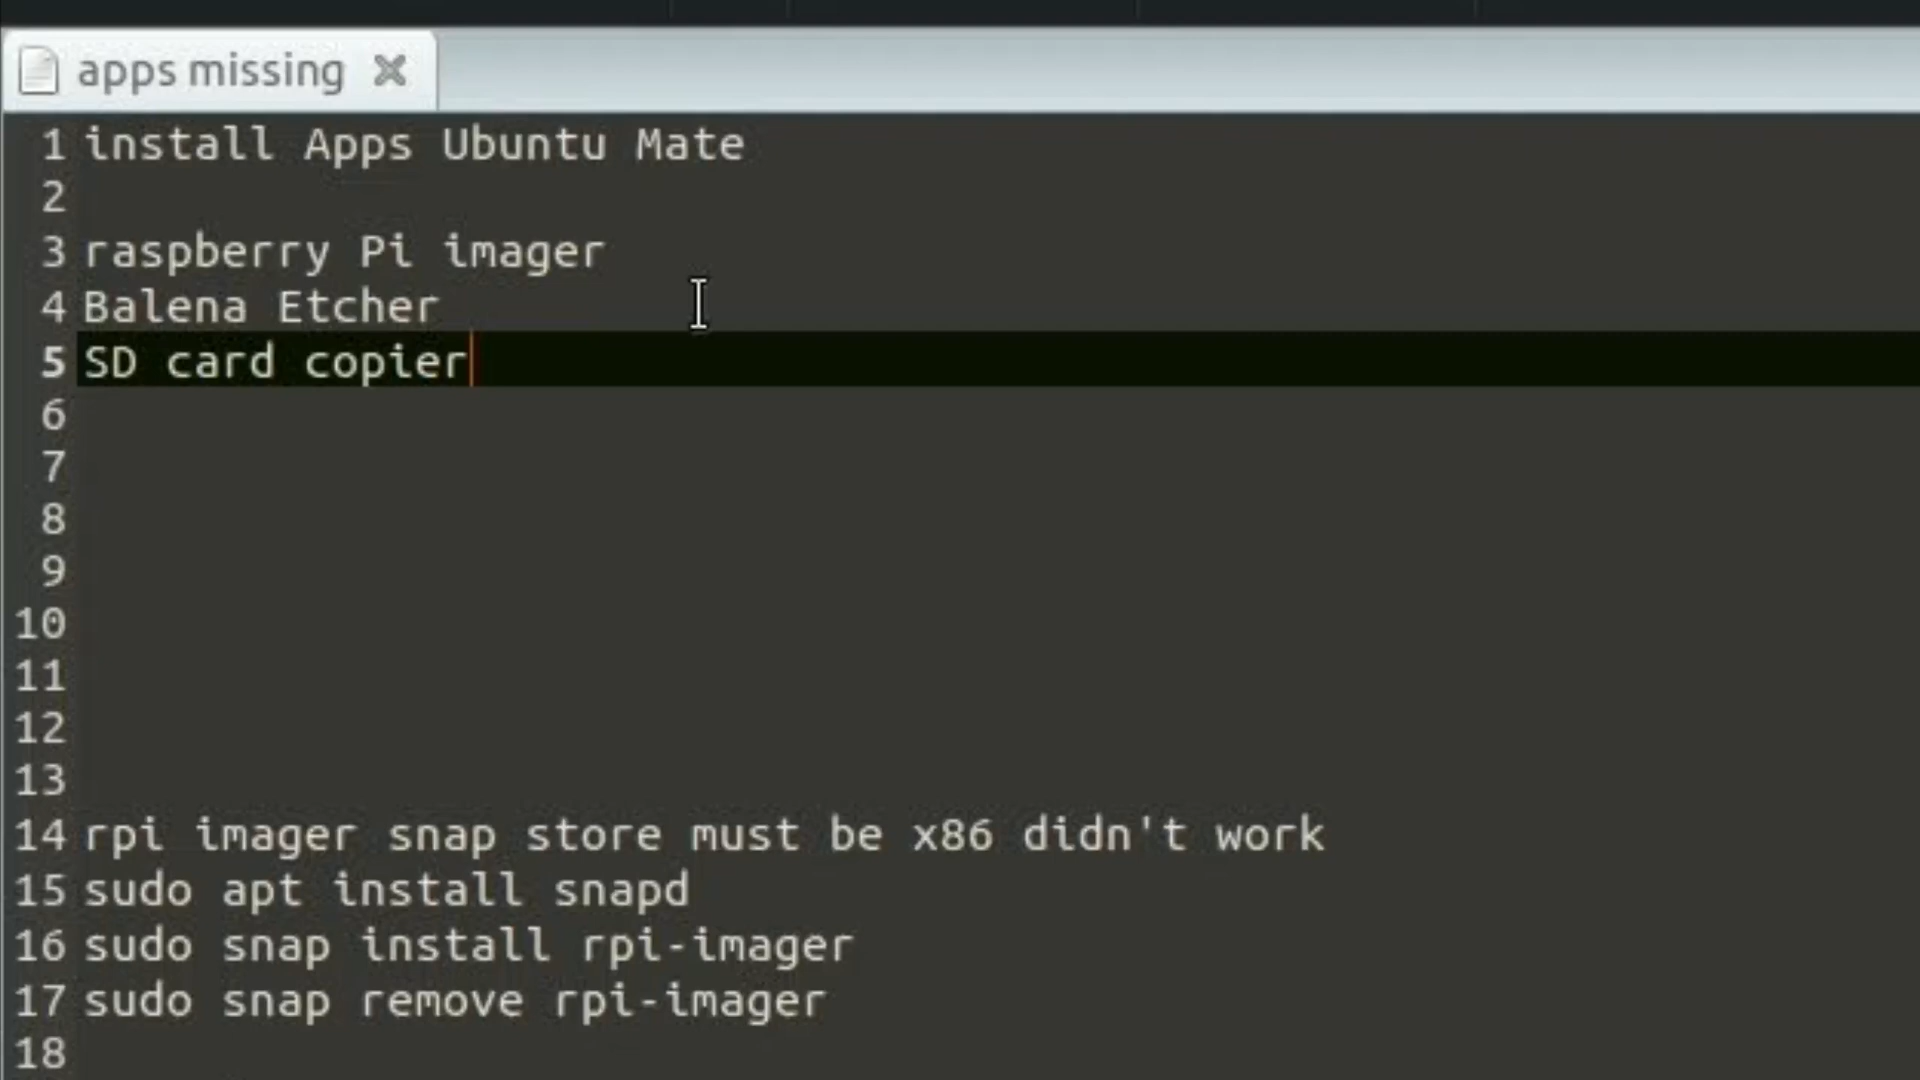 apps missing
1 install Apps Ubuntu Mate
2
3 raspberry Pi imager
4 Balena Etcher
5 SD card copier
6
7
8
9
10
11
12
13
14 rpi imager snap store must be x86 didn't work
15 sudo apt install snapd
16 sudo snap install rpi-imager
17 sudo snap remove rpi-imager
18